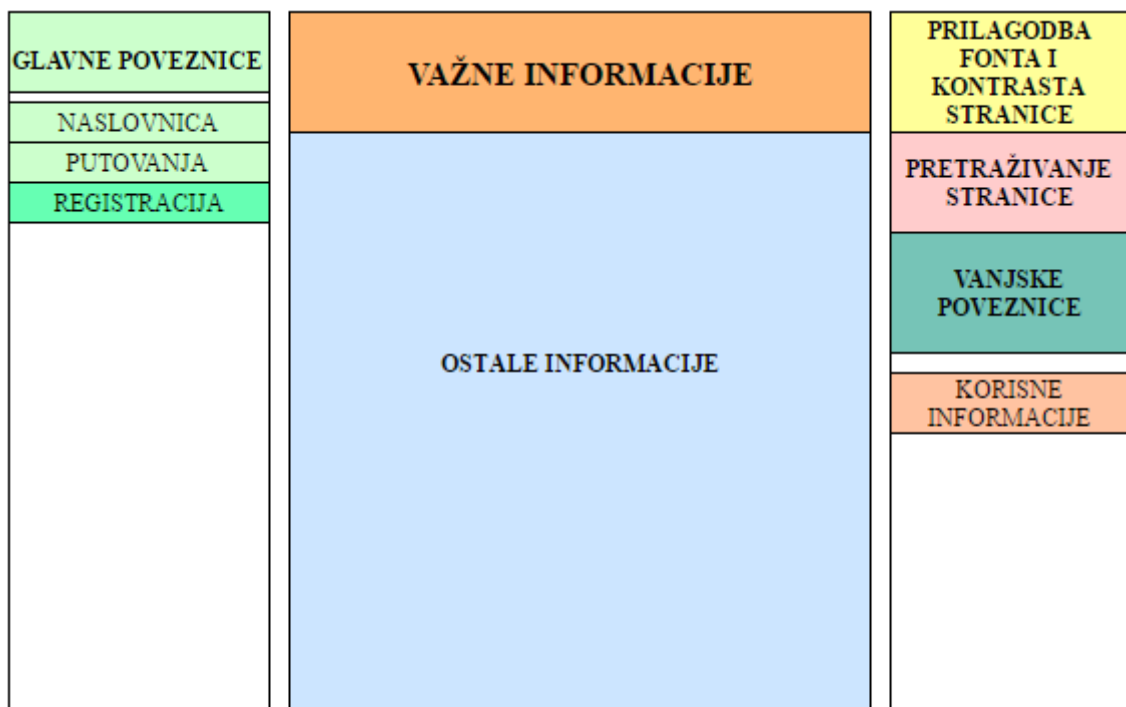 GLAVNE POVEZNICE
NASLOVNICA
PUTOVANJA
REGISTRACIJA
VAŽNE INFORMACIJE
OSTALE INFORMACIJE
PRILAGODBA
FONTA I
KONTRASTA
STRANICE
PRETRAŽIVANJE
STRANICE
VANJSKE
POVEZNICE
KORISNE
INFORMACIJE